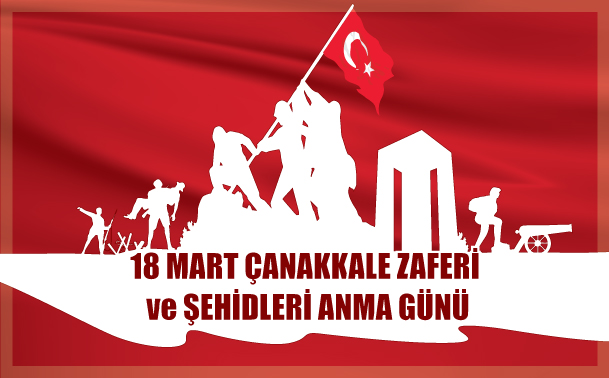 18 MART ÇANAKKALE ZAFERİ
ve ŞEHİDLERİ ANMA GÜNÜ